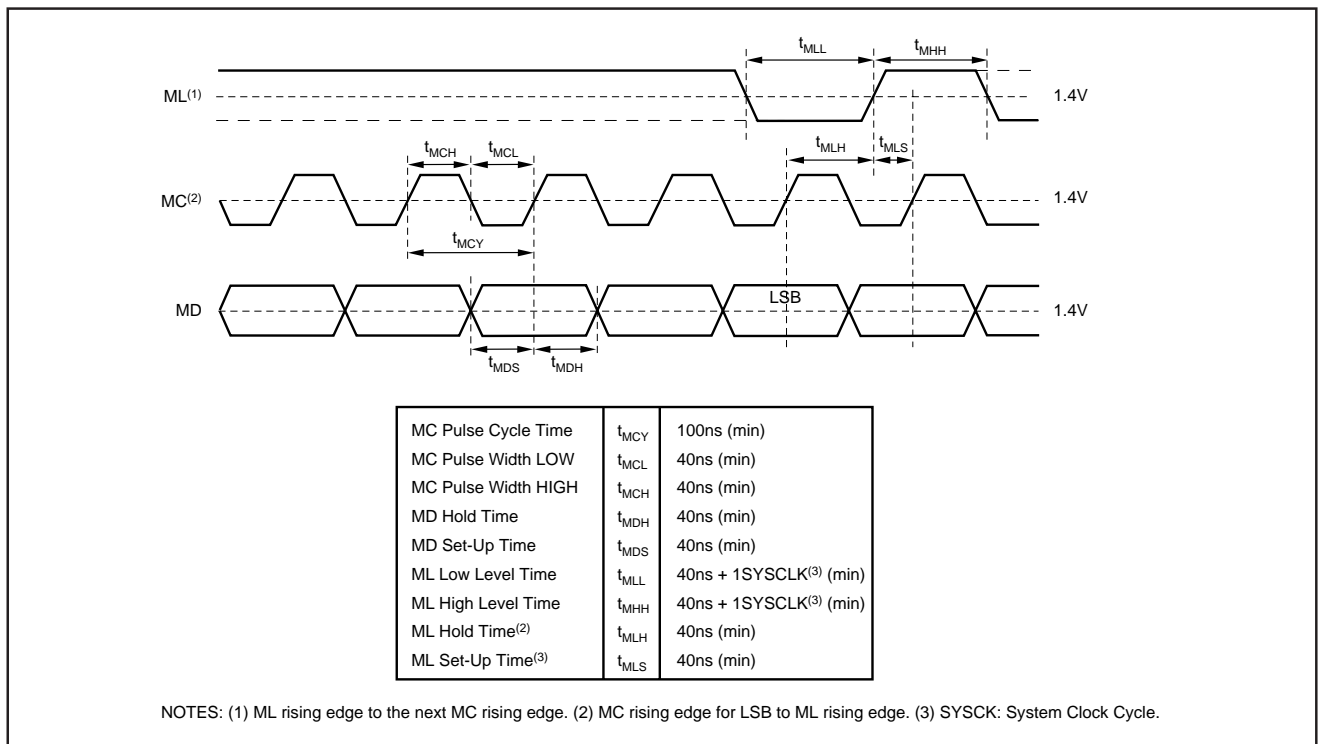 tMLL tMHH
ML(1) 1.4V
tMCH tMCL tMLH tMLS
MC(2) 1.4V
tMCY
LSB
MD 1.4V
tMDS tMDH
MC Pulse Cycle Time tMCY 100ns (min)
MC Pulse Width LOW tMCL 40ns (min)
MC Pulse Width HIGH tMCH 40ns (min)
MD Hold Time tMDH 40ns (min)
MD Set-Up Time tMDS 40ns (min)
ML Low Level Time tMLL 40ns + 1SYSCLK(3) (min)
ML High Level Time tMHH 40ns + 1SYSCLK(3) (min)
ML Hold Time(2) tMLH 40ns (min)
ML Set-Up Time(3) tMLS 40ns (min)
NOTES: (1) ML rising edge to the next MC rising edge. (2) MC rising edge for LSB to ML rising edge. (3) SYSCK: System Clock Cycle.